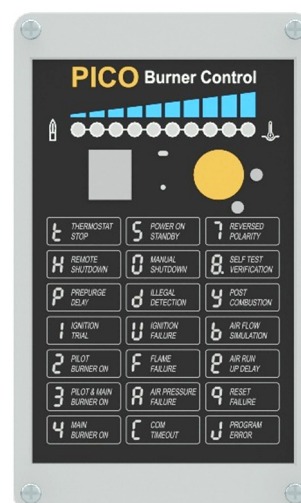 PICO Burner Control
t THERMOSTAT STOP
5 POWER ON STANDBY
7 REVERSED POLARITY
H REMOTE SHUTDOWN
0 MANUAL SHUTDOWN
8. SELF TEST VERIFICATION
P PREPURGE DELAY
d ILLEGAL DETECTION
y POST COMBUSTION
1 IGNITION TRIAL
U IGNITION FAILURE
b AIR FLOW SIMULATION
2 PILOT BURNER ON
F FLAME FAILURE
e AIR RUN UP DELAY
3 PILOT & MAIN BURNER ON
A AIR PRESSURE FAILURE
9 RESET FAILURE
4 MAIN BURNER ON
C COM TIMEOUT
J PROGRAM ERROR